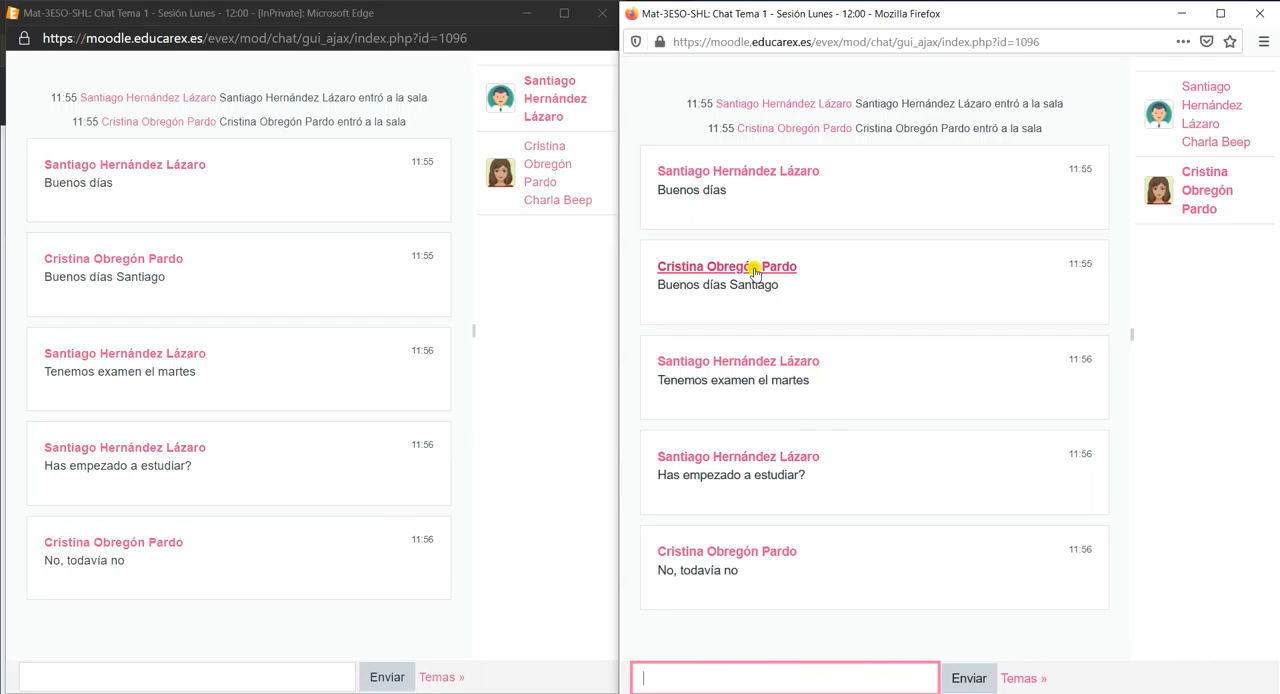 Mat-3ESO-SHL: Chat Tema 1 - Sesión Lunes - 12:00 - [InPrivate]: Microsoft Edge
https://moodle.educarex.es/evex/mod/chat/gui_ajax/index.php?id=1096
11:55 Santiago Hernández Lázaro Santiago Hernández Lázaro entró a la sala
11:55 Cristina Obregón Pardo Cristina Obregón Pardo entró a la sala
Santiago Hernández Lázaro 11:55
Buenos días
Cristina Obregón Pardo 11:55
Buenos días Santiago
Santiago Hernández Lázaro 11:56
Tenemos examen el martes
Santiago Hernández Lázaro 11:56
Has empezado a estudiar?
Cristina Obregón Pardo 11:56
No, todavía no
Enviar Temas »
Santiago
Hernández
Lázaro
Cristina
Obregón
Pardo
Charla Beep
Mat-3ESO-SHL: Chat Tema 1 - Sesión Lunes - 12:00 - Mozilla Firefox
https://moodle.educarex.es/evex/mod/chat/gui_ajax/index.php?id=1096
11:55 Santiago Hernández Lázaro Santiago Hernández Lázaro entró a la sala
11:55 Cristina Obregón Pardo Cristina Obregón Pardo entró a la sala
Santiago Hernández Lázaro 11:55
Buenos días
Cristina Obregón Pardo 11:55
Buenos días Santiago
Santiago Hernández Lázaro 11:56
Tenemos examen el martes
Santiago Hernández Lázaro 11:56
Has empezado a estudiar?
Cristina Obregón Pardo 11:56
No, todavía no
Enviar Temas »
Santiago
Hernández
Lázaro
Charla Beep
Cristina
Obregón
Pardo